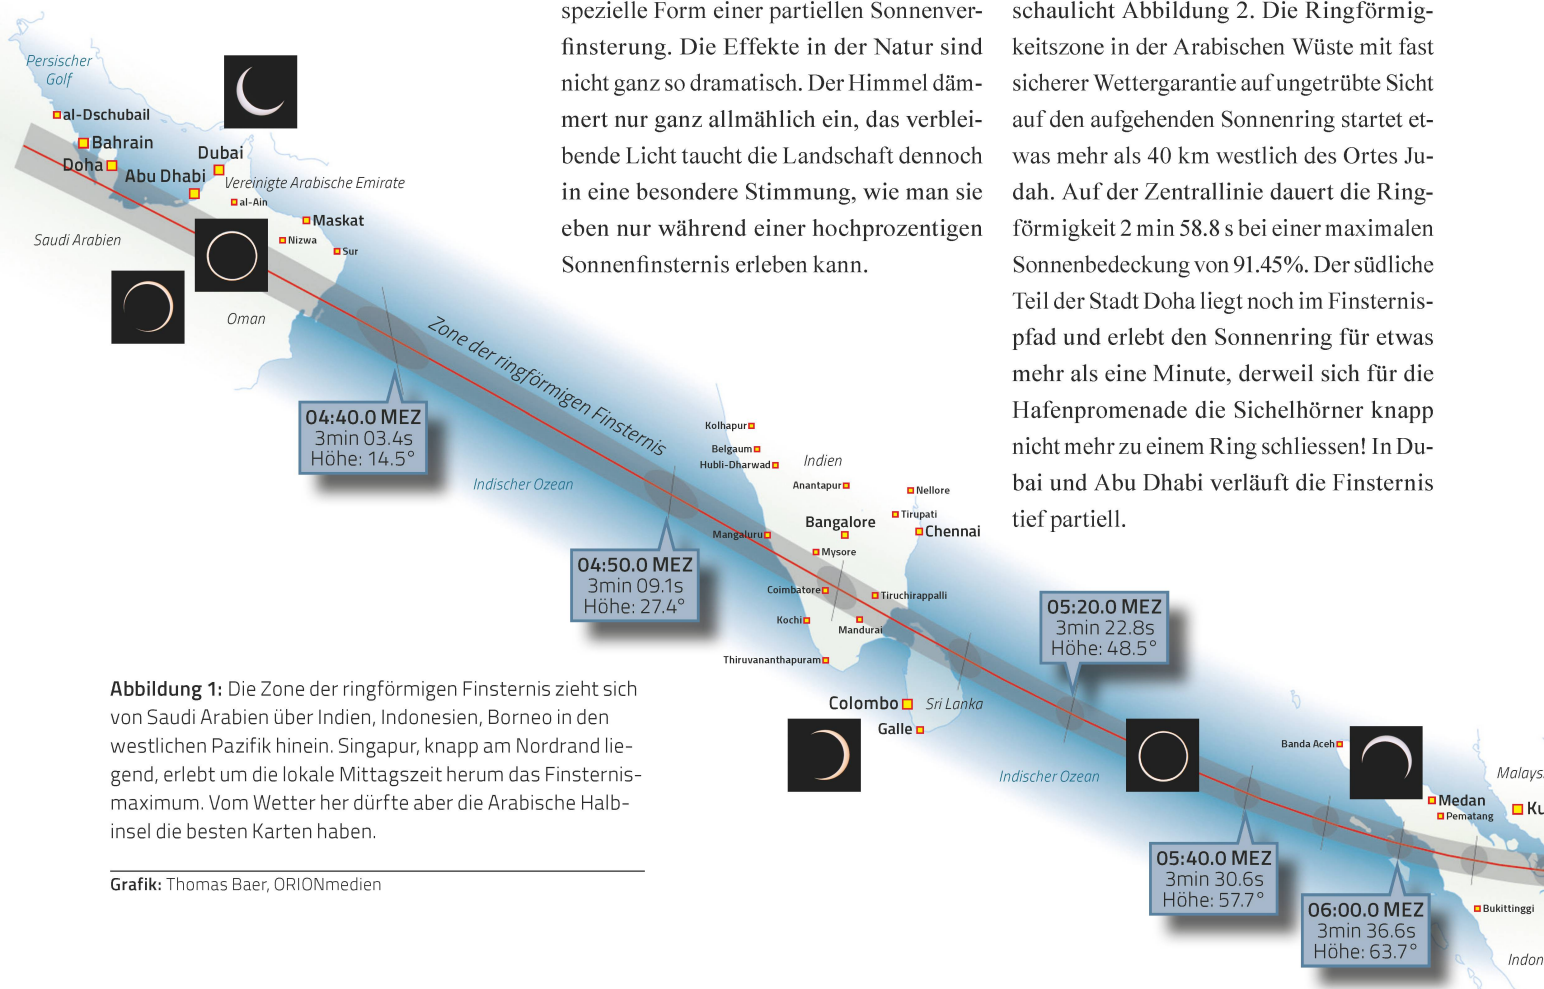 spezielle Form einer partiellen Sonnenver-
finsterung. Die Effekte in der Natur sind
nicht ganz so dramatisch. Der Himmel däm-
mert nur ganz allmählich ein, das verblei-
bende Licht taucht die Landschaft dennoch
in eine besondere Stimmung, wie man sie
eben nur während einer hochprozentigen
Sonnenfinsternis erleben kann.
schaulicht Abbildung 2. Die Ringförmig-
keitszone in der Arabischen Wüste mit fast
sicherer Wettergarantie auf ungetrübte Sicht
auf den aufgehenden Sonnenring startet et-
was mehr als 40 km westlich des Ortes Ju-
dah. Auf der Zentrallinie dauert die Ring-
förmigkeit 2 min 58.8 s bei einer maximalen
Sonnenbedeckung von 91.45%. Der südliche
Teil der Stadt Doha liegt noch im Finsternis-
pfad und erlebt den Sonnenring für etwas
mehr als eine Minute, derweil sich für die
Hafenpromenade die Sichelhörner knapp
nicht mehr zu einem Ring schliessen! In Du-
bai und Abu Dhabi verläuft die Finsternis
tief partiell.
Persischer
Golf
al-Dschubail
Bahrain
Doha
Dubai
Abu Dhabi
Vereinigte Arabische Emirate
al-Ain
Maskat
Nizwa
Sur
Saudi Arabien
Oman
Zone der ringförmigen Finsternis
04:40.0 MEZ
3min 03.4s
Höhe: 14.5°
Indischer Ozean
04:50.0 MEZ
3min 09.1s
Höhe: 27.4°
Kolhapur
Belgaum
Hubli-Dharwad
Indien
Anantapur
Nellore
Tirupati
Bangalore
Chennai
Mangaluru
Mysore
Coimbatore
Tiruchirappalli
Kochi
Mandurai
Thiruvananthapuram
Colombo
Sri Lanka
Galle
05:20.0 MEZ
3min 22.8s
Höhe: 48.5°
Indischer Ozean
Banda Aceh
Malays
Medan
Pematang
Ku
05:40.0 MEZ
3min 30.6s
Höhe: 57.7°
06:00.0 MEZ
3min 36.6s
Höhe: 63.7°
Bukittinggi
Indon
Abbildung 1: Die Zone der ringförmigen Finsternis zieht sich
von Saudi Arabien über Indien, Indonesien, Borneo in den
westlichen Pazifik hinein. Singapur, knapp am Nordrand lie-
gend, erlebt um die lokale Mittagszeit herum das Finsternis-
maximum. Vom Wetter her dürfte aber die Arabische Halb-
insel die besten Karten haben.
Grafik: Thomas Baer, ORIONmedien